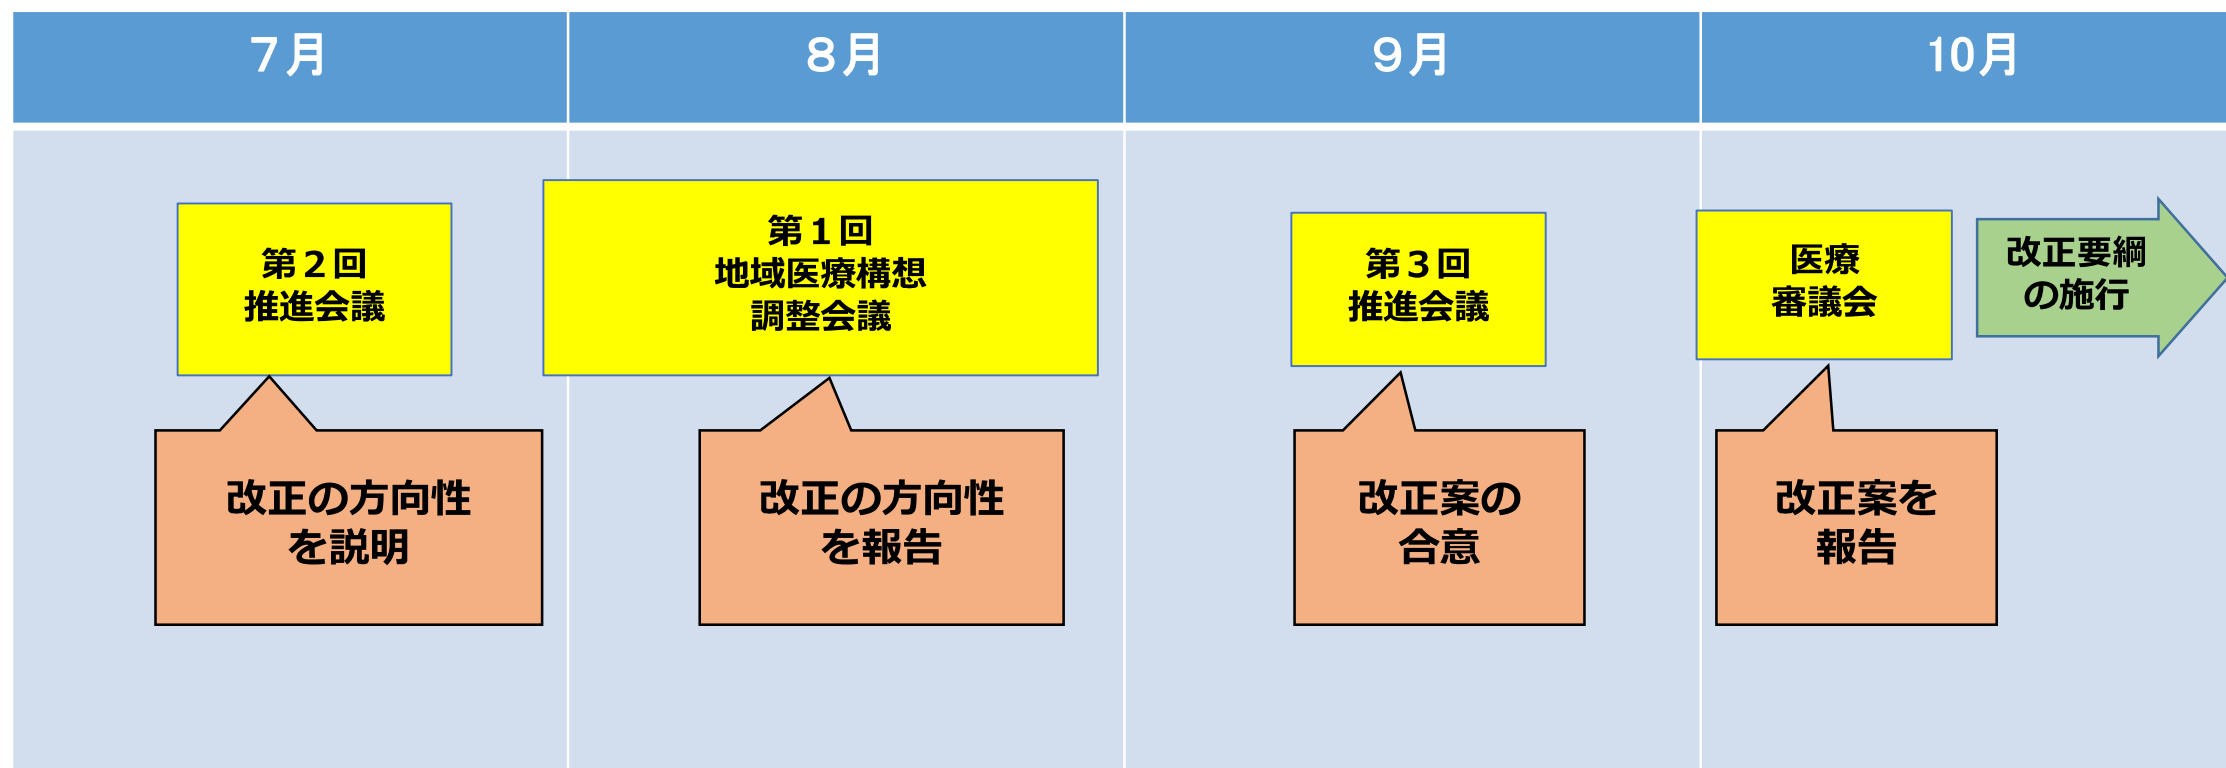 ７月
８月
９月
10月
第２回
推進会議
第１回
地域医療構想
調整会議
第３回
推進会議
医療
審議会
改正要綱
の施行
改正の方向性
を説明
改正の方向性
を報告
改正案の
合意
改正案を
報告